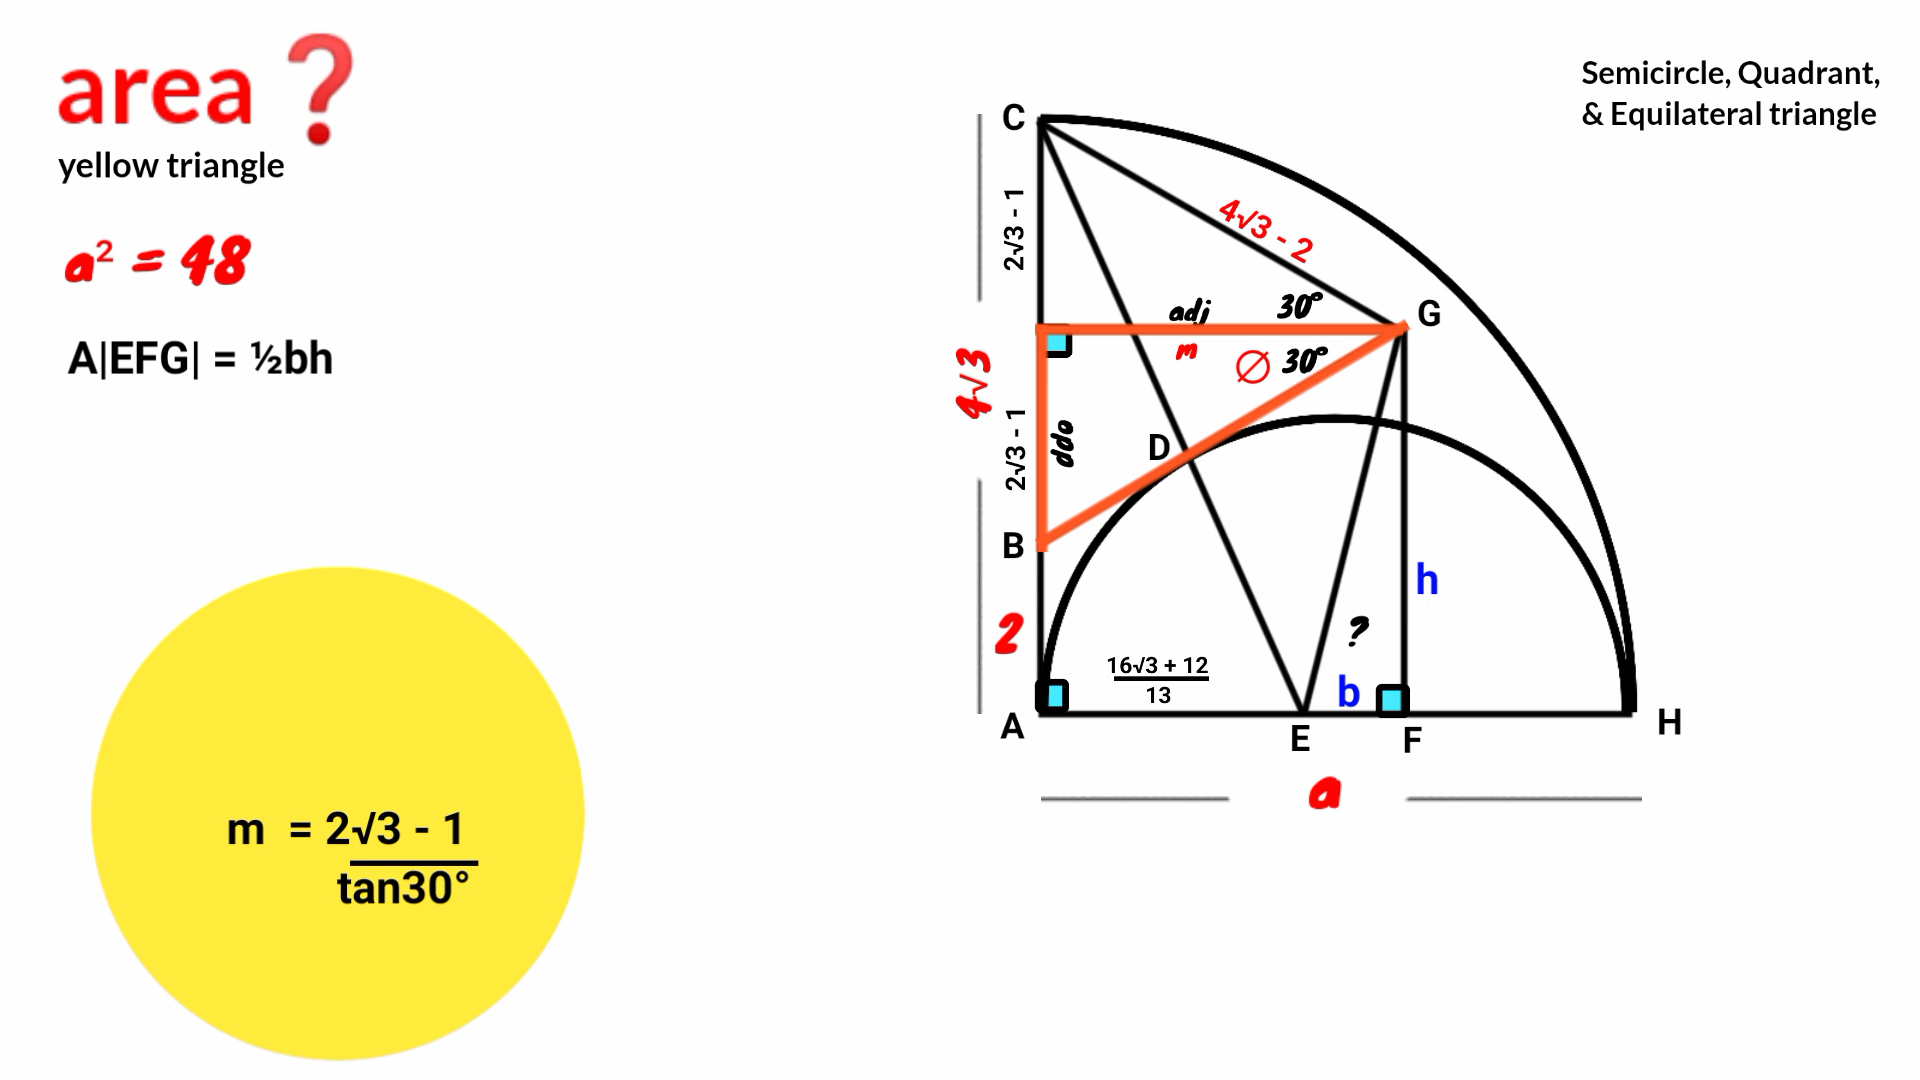 area ?
yellow triangle
a² = 48
A|EFG| = ½bh
Semicircle, Quadrant,
& Equilateral triangle
C
2√3 - 1
4√3 - 2
G
adj
30°
m
∅ 30°
4√3
2√3 - 1
opp
D
B
h
2
?
16√3 + 12
13
b
A
E
F
H
a
m = 2√3 - 1
tan30°